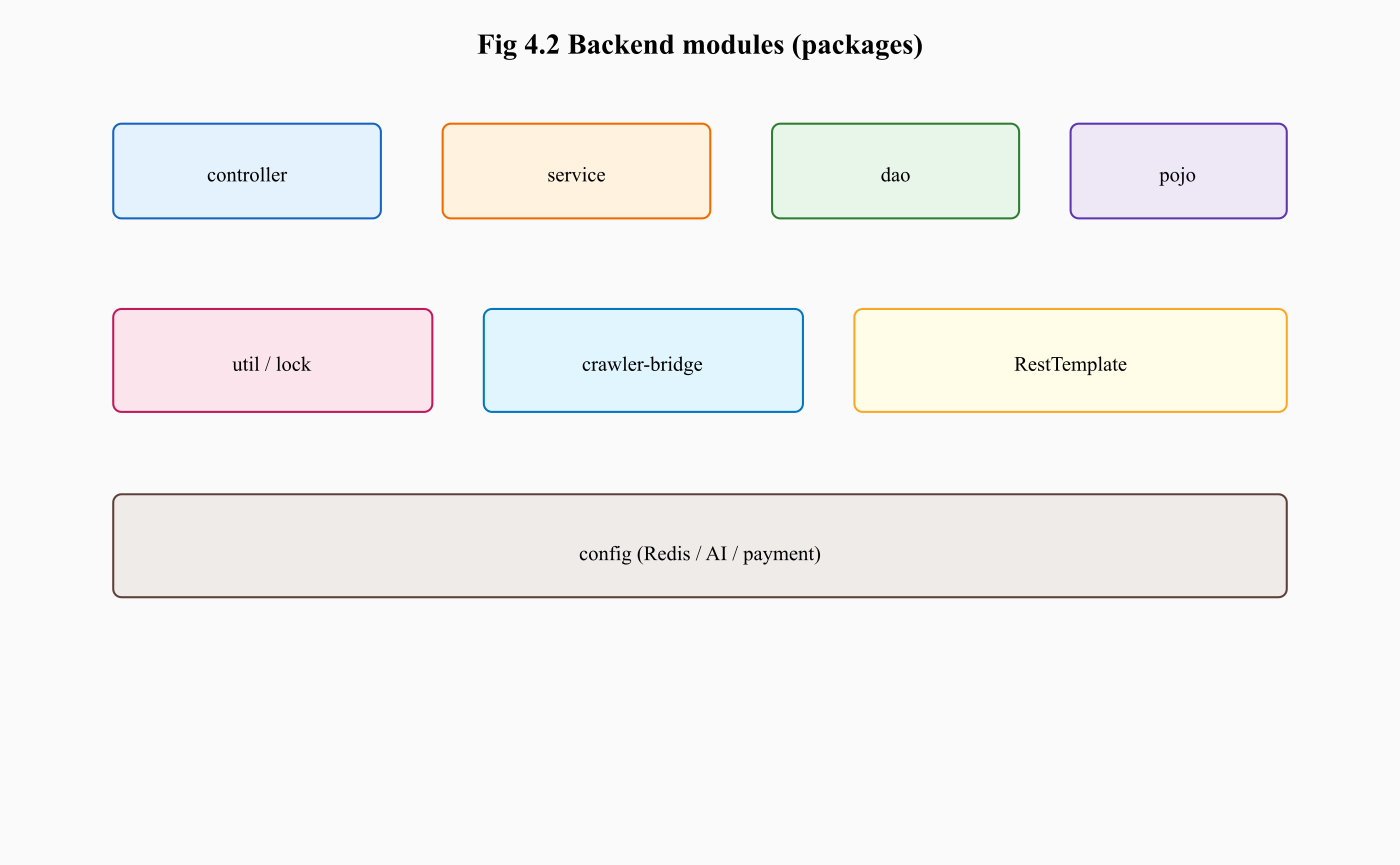 Fig 4.2 Backend modules (packages)
controller
service
dao
pojo
util / lock
crawler-bridge
RestTemplate
config (Redis / AI / payment)